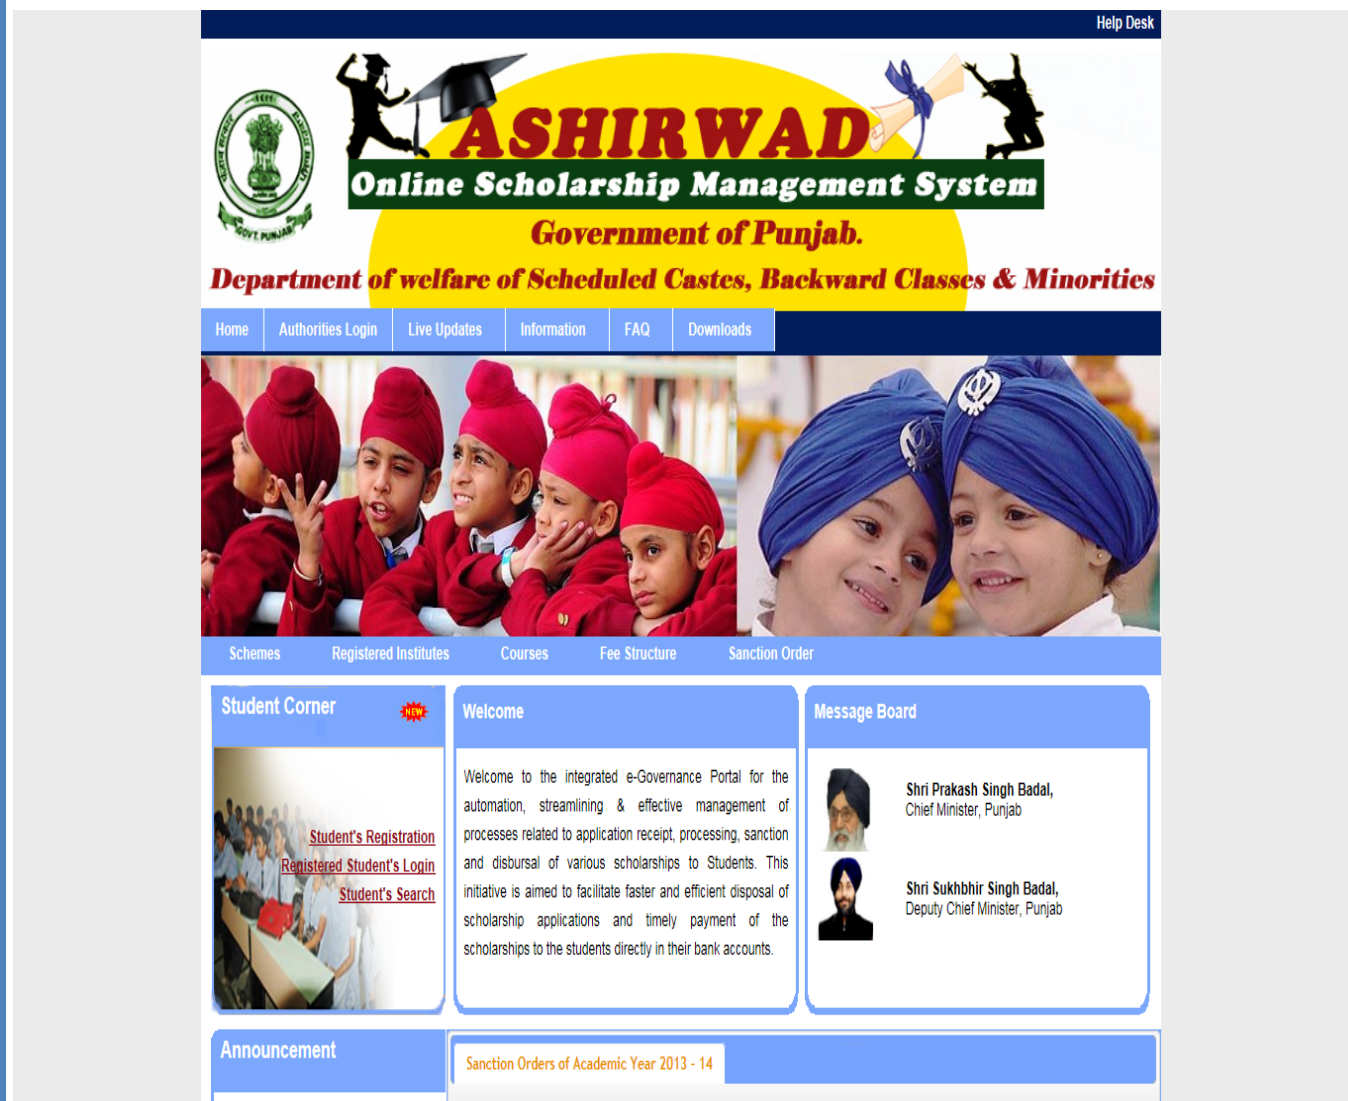 Help Desk
ASHIRWAD
Online Scholarship Management System
GOVT. PUNJAB
Government of Punjab.
Department of welfare of Scheduled Castes, Backward Classes & Minorities
Home Authorities Login Live Updates Information FAQ Downloads
Schemes Registered Institutes Courses Fee Structure Sanction Order
Student Corner
NEW
Student's Registration
Registered Student's Login
Student's Search
Welcome
Welcome to the integrated e-Governance Portal for the
automation, streamlining & effective management of
processes related to application receipt, processing, sanction
and disbursal of various scholarships to Students. This
initiative is aimed to facilitate faster and efficient disposal of
scholarship applications and timely payment of the
scholarships to the students directly in their bank accounts.
Message Board
Shri Prakash Singh Badal,
Chief Minister, Punjab
Shri Sukhbhir Singh Badal,
Deputy Chief Minister, Punjab
Announcement
Sanction Orders of Academic Year 2013 - 14